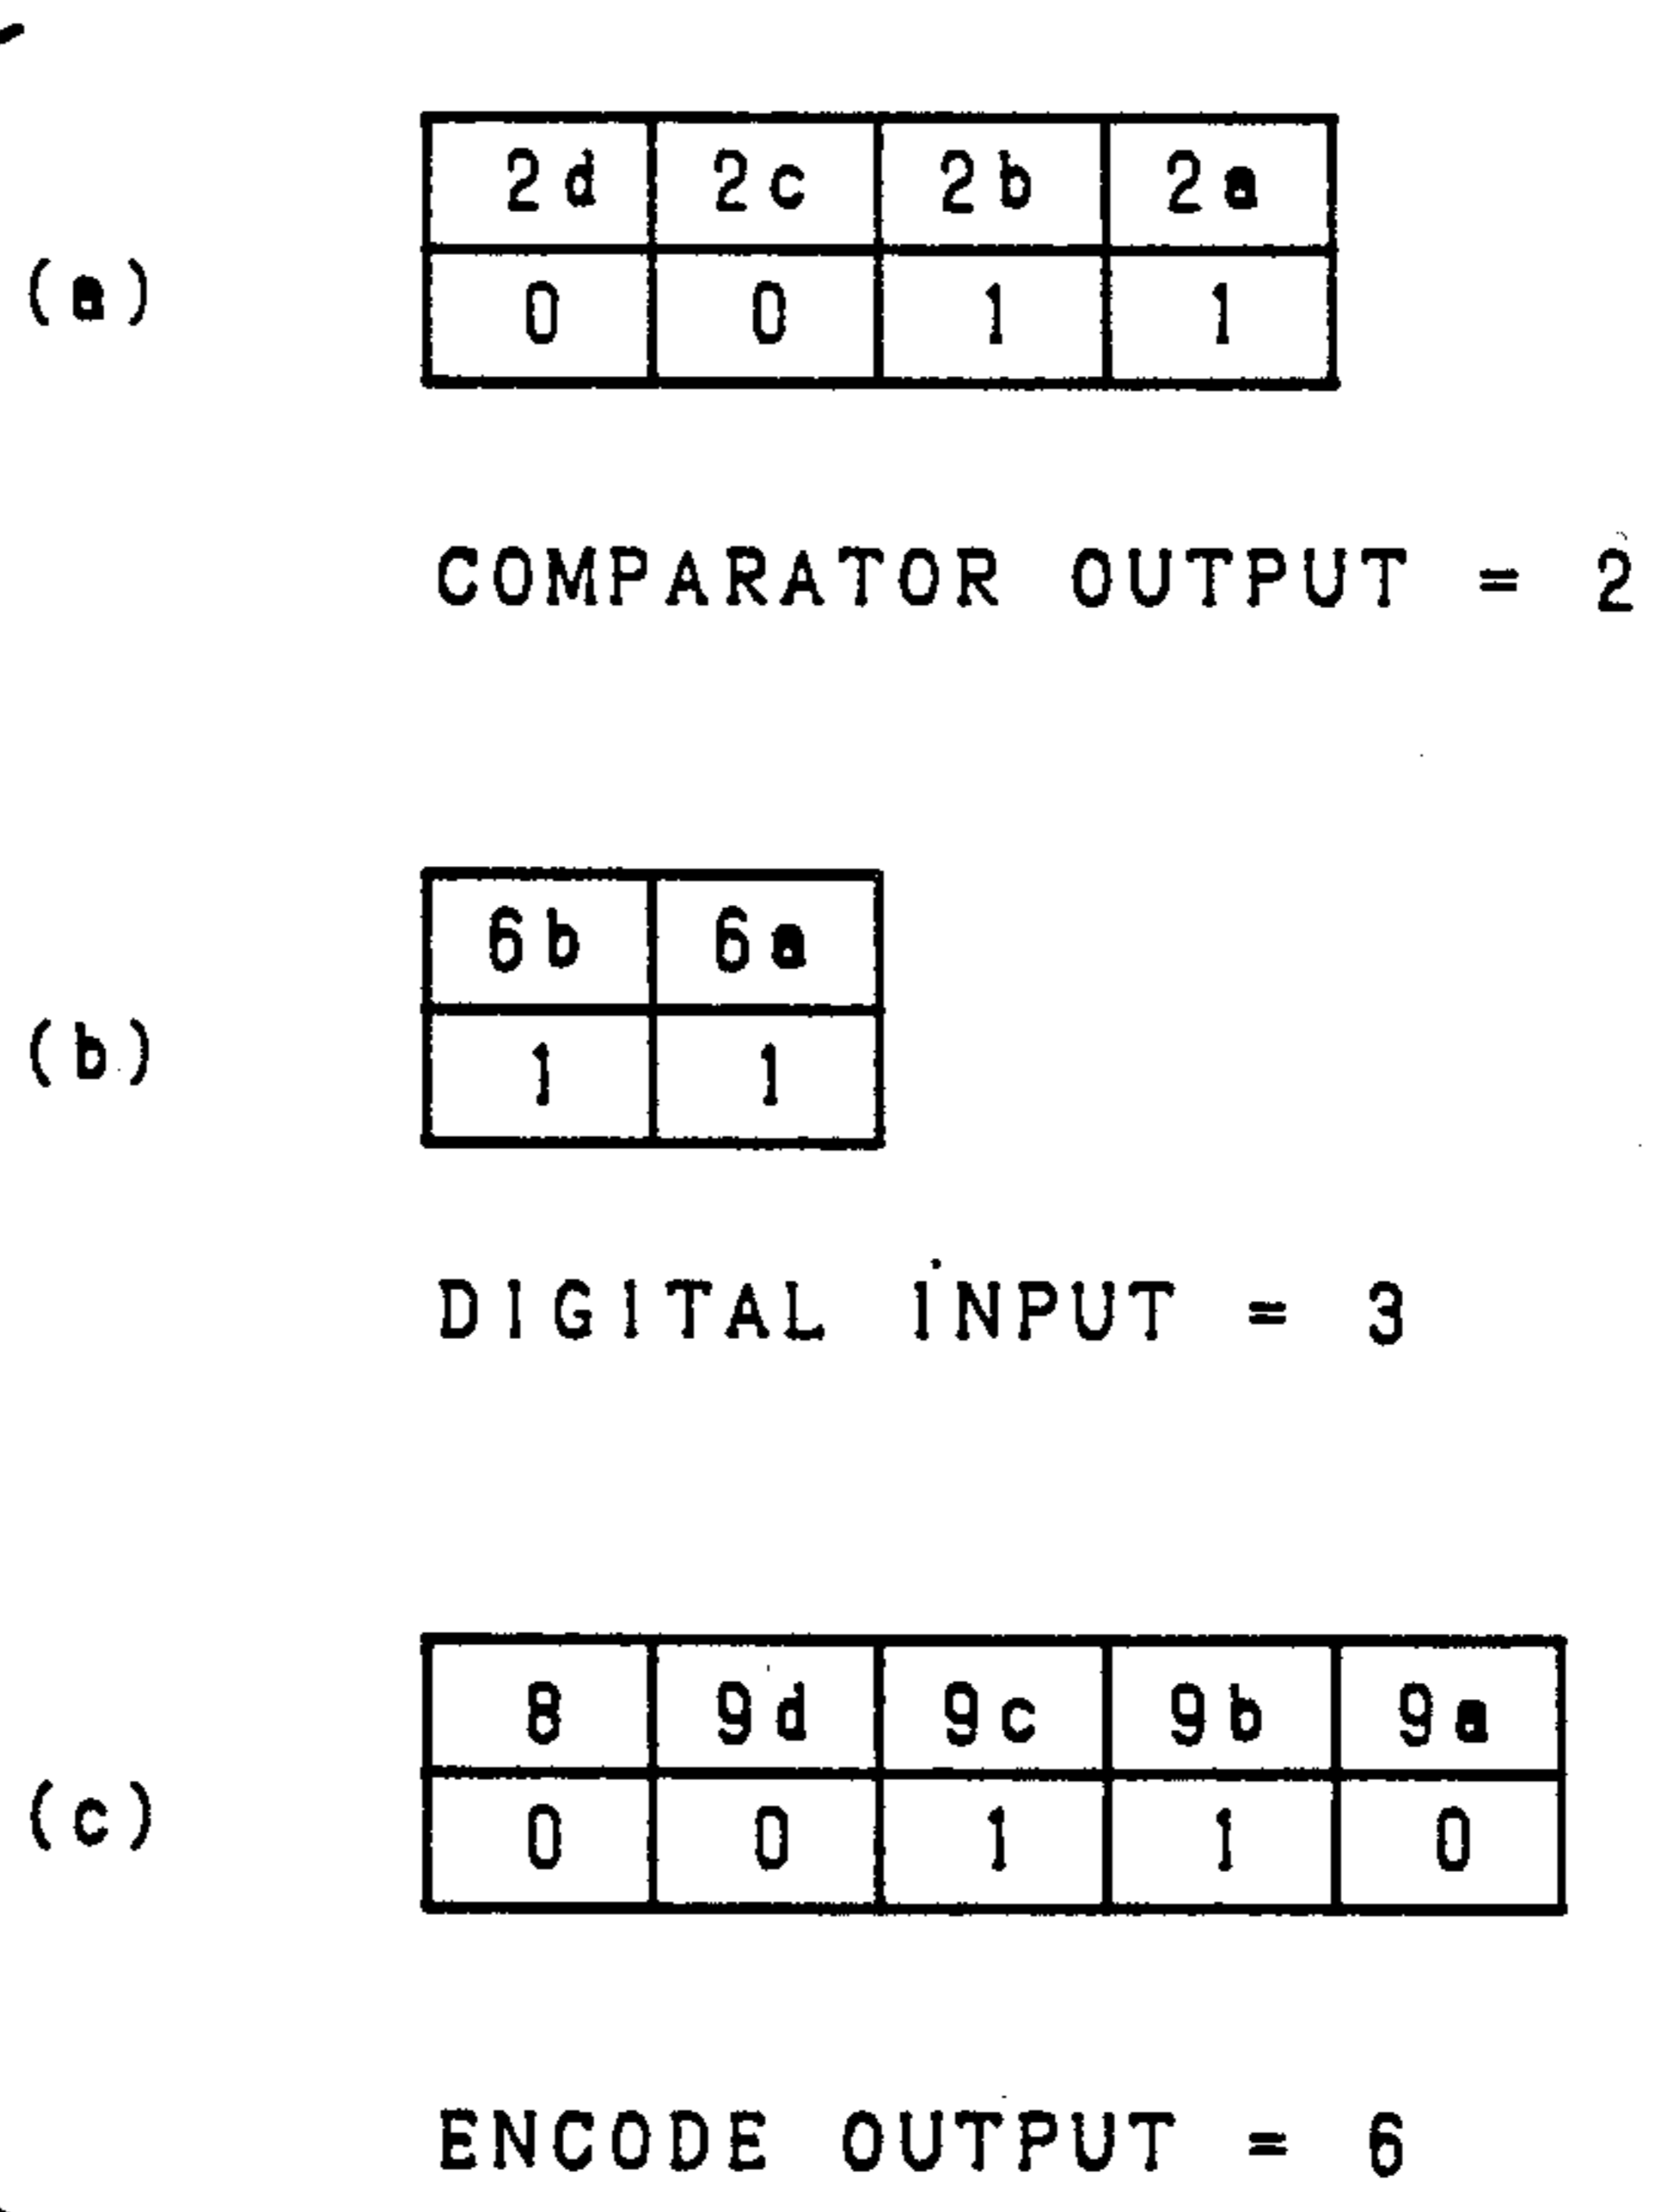 2d 2c 2b 2a
(a)
0 0 1 1
COMPARATOR OUTPUT = 2
6b 6a
(b)
1 1
DIGITAL INPUT = 3
8 9d 9c 9b 9a
(c)
0 0 1 1 0
ENCODE OUTPUT = 6